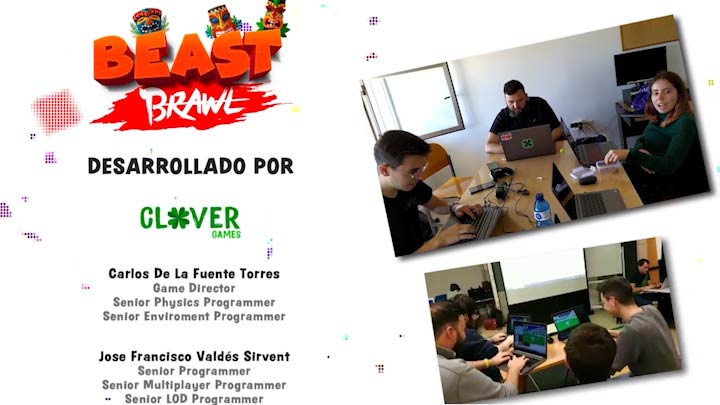 BEAST
BRAWL
DESARROLLADO POR
CLOVER
GAMES
Carlos De La Fuente Torres
Game Director
Senior Physics Programmer
Senior Enviroment Programmer
Jose Francisco Valdés Sirvent
Senior Programmer
Senior Multiplayer Programmer
Senior LOD Programmer